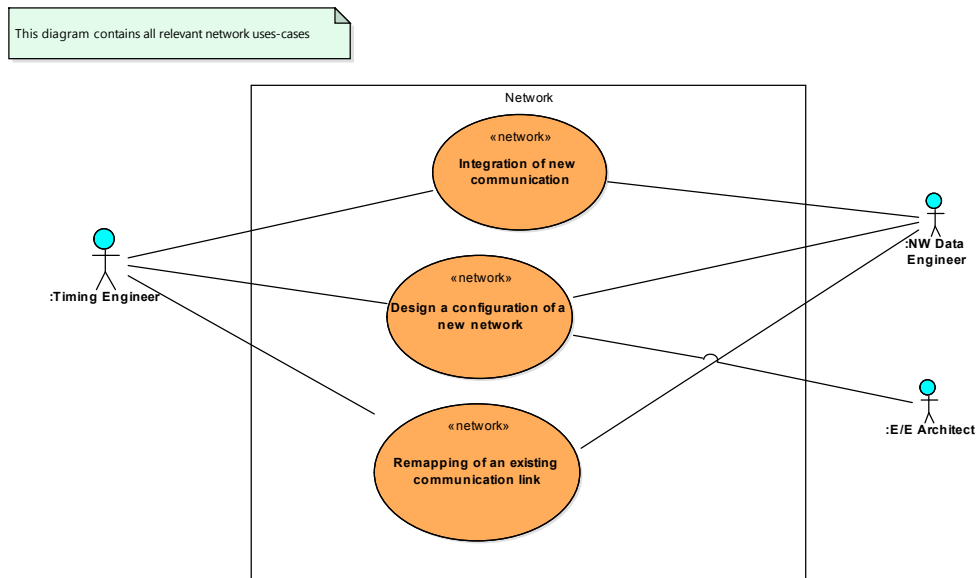 This diagram contains all relevant network uses-cases
Network
«network»
Integration of new
communication
:NW Data
Engineer
«network»
:Timing Engineer
Design a configuration of a
new network
:E/E Architect
«network»
Remapping of an existing
communication link